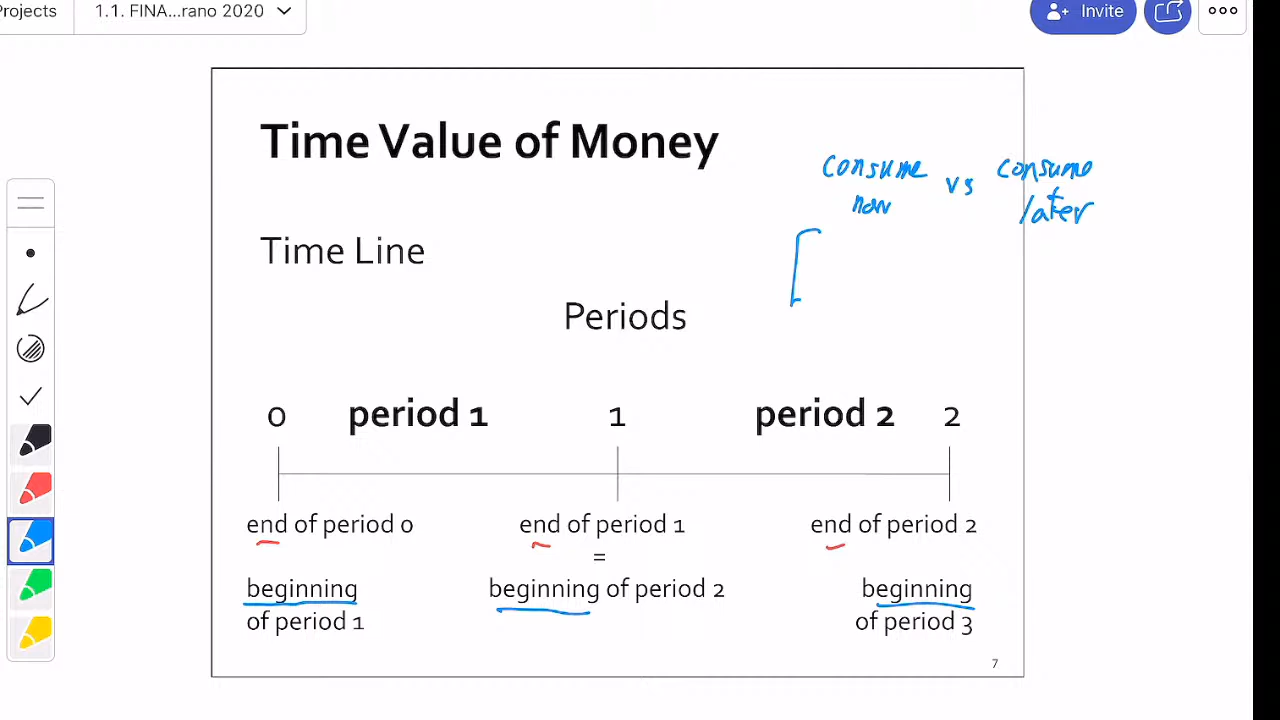 Projects
1.1. FINA...rano 2020
Invite
Time Value of Money
consume vs consume
now later
Time Line
Periods
0 period 1 1 period 2 2
end of period 0 end of period 1 end of period 2
=
beginning beginning of period 2 beginning
of period 1 of period 3
7